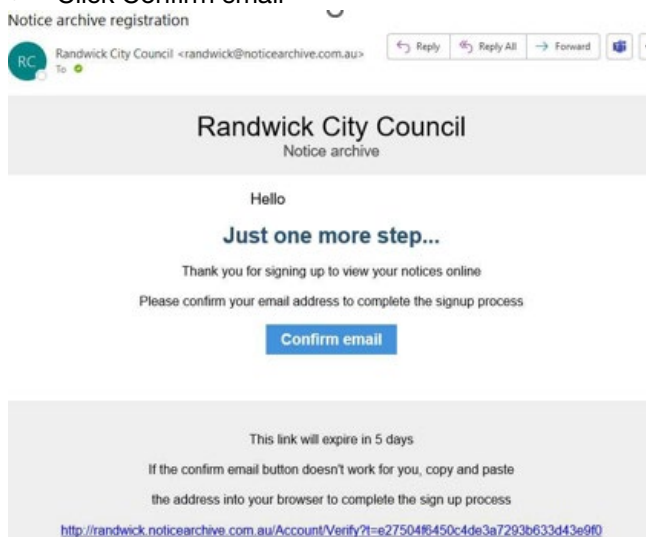 Click Confirm email
Notice archive registration
RC
Randwick City Council <randwick@noticearchive.com.au>
To
Reply
Reply All
Forward
Randwick City Council
Notice archive
Hello
Just one more step...
Thank you for signing up to view your notices online
Please confirm your email address to complete the signup process
Confirm email
This link will expire in 5 days
If the confirm email button doesn't work for you, copy and paste
the address into your browser to complete the sign up process
http://randwick.noticearchive.com.au/Account/Verify?t=e27504f6450c4de3a7293b633d43e9f0